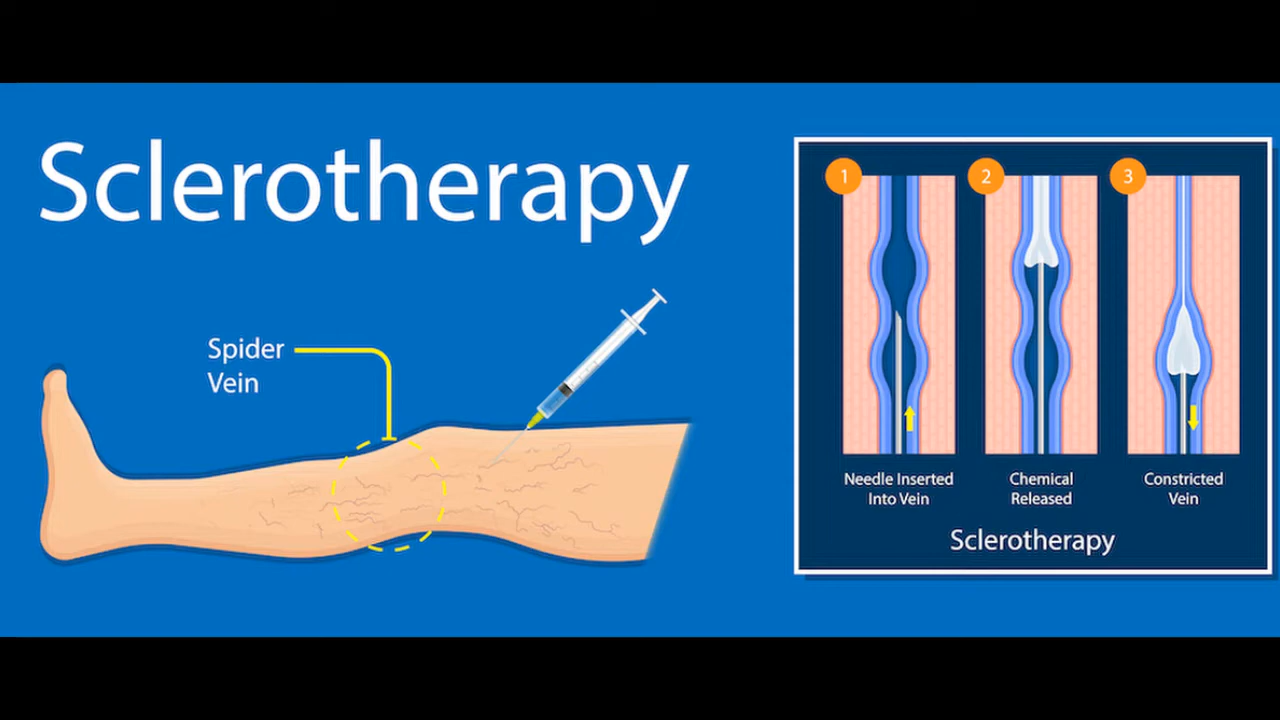 Sclerotherapy
Spider
Vein
1
2
3
Needle Inserted
Into Vein
Chemical
Released
Constricted
Vein
Sclerotherapy